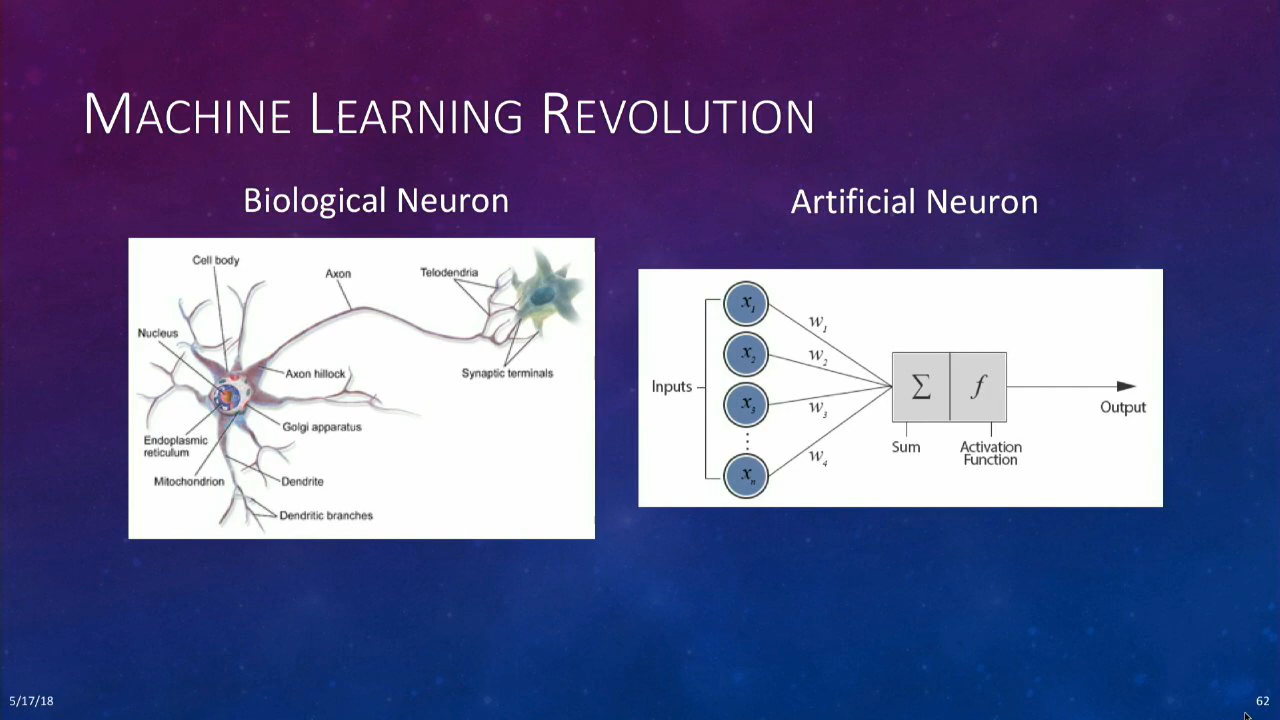 MACHINE LEARNING REVOLUTION
Biological Neuron
Cell body
Axon
Telodendria
Nucleus
Axon hillock
Synaptic terminals
Golgi apparatus
Endoplasmic
reticulum
Mitochondrion
Dendrite
Dendritic branches
Artificial Neuron
Inputs
x1
x2
x3
⋮
xn
w1
w2
w3
w4
Σ f
Sum
Activation
Function
Output
5/17/18
62